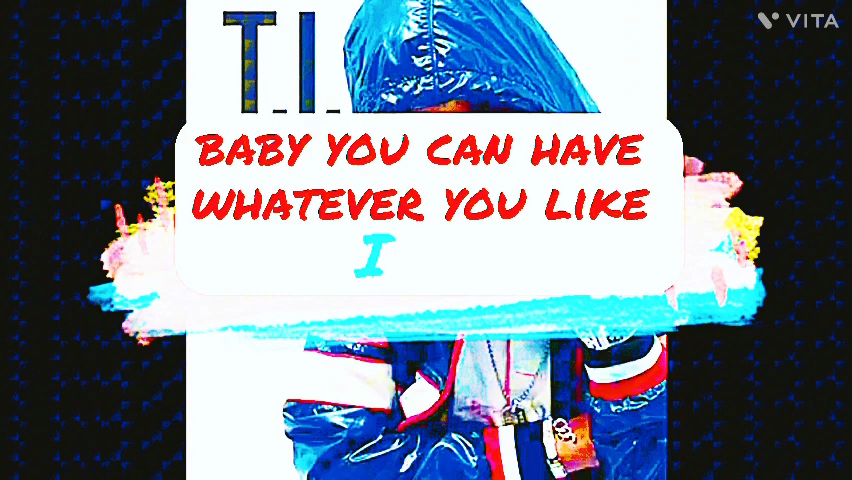 T.I.
VITA
BABY YOU CAN HAVE
WHATEVER YOU LIKE
I